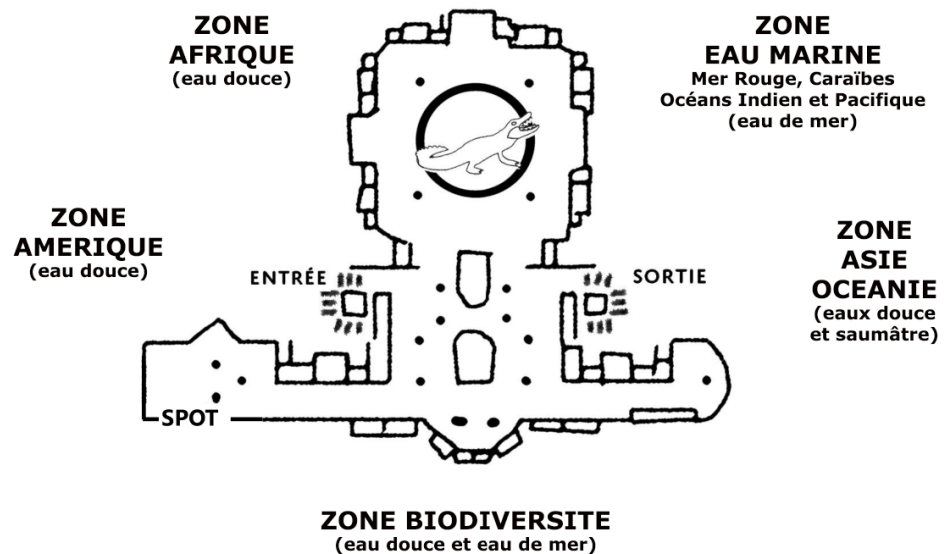 ZONE
AFRIQUE
(eau douce)
ZONE
EAU MARINE
Mer Rouge, Caraïbes
Océans Indien et Pacifique
(eau de mer)
ZONE
AMERIQUE
(eau douce)
ZONE
ASIE
OCEANIE
(eaux douce
et saumâtre)
ENTRÉE
SORTIE
SPOT
ZONE BIODIVERSITE
(eau douce et eau de mer)